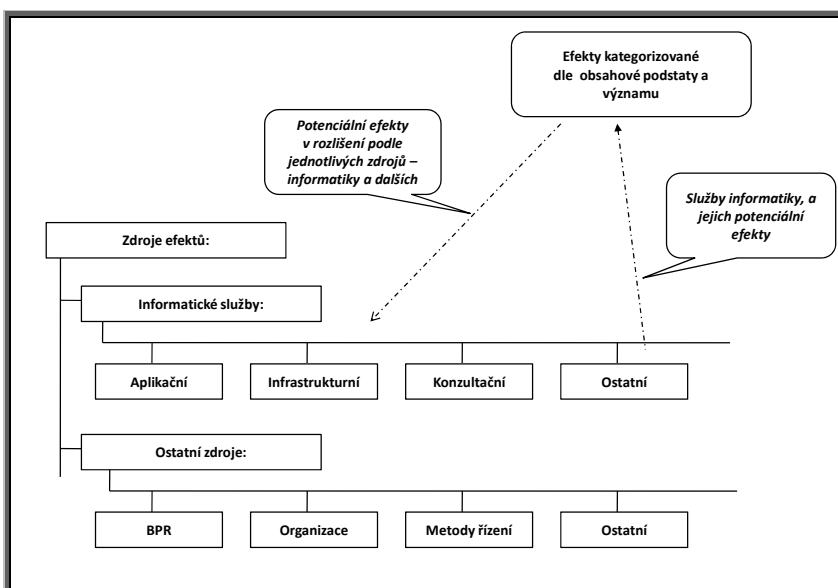 Efekty kategorizované
dle obsahové podstaty a
významu
Potenciální efekty
v rozlišení podle
jednotlivých zdrojů –
informatiky a dalších
Služby informatiky, a
jejich potenciální
efekty
Zdroje efektů:
Informatické služby:
Aplikační
Infrastrukturní
Konzultační
Ostatní
Ostatní zdroje:
BPR
Organizace
Metody řízení
Ostatní